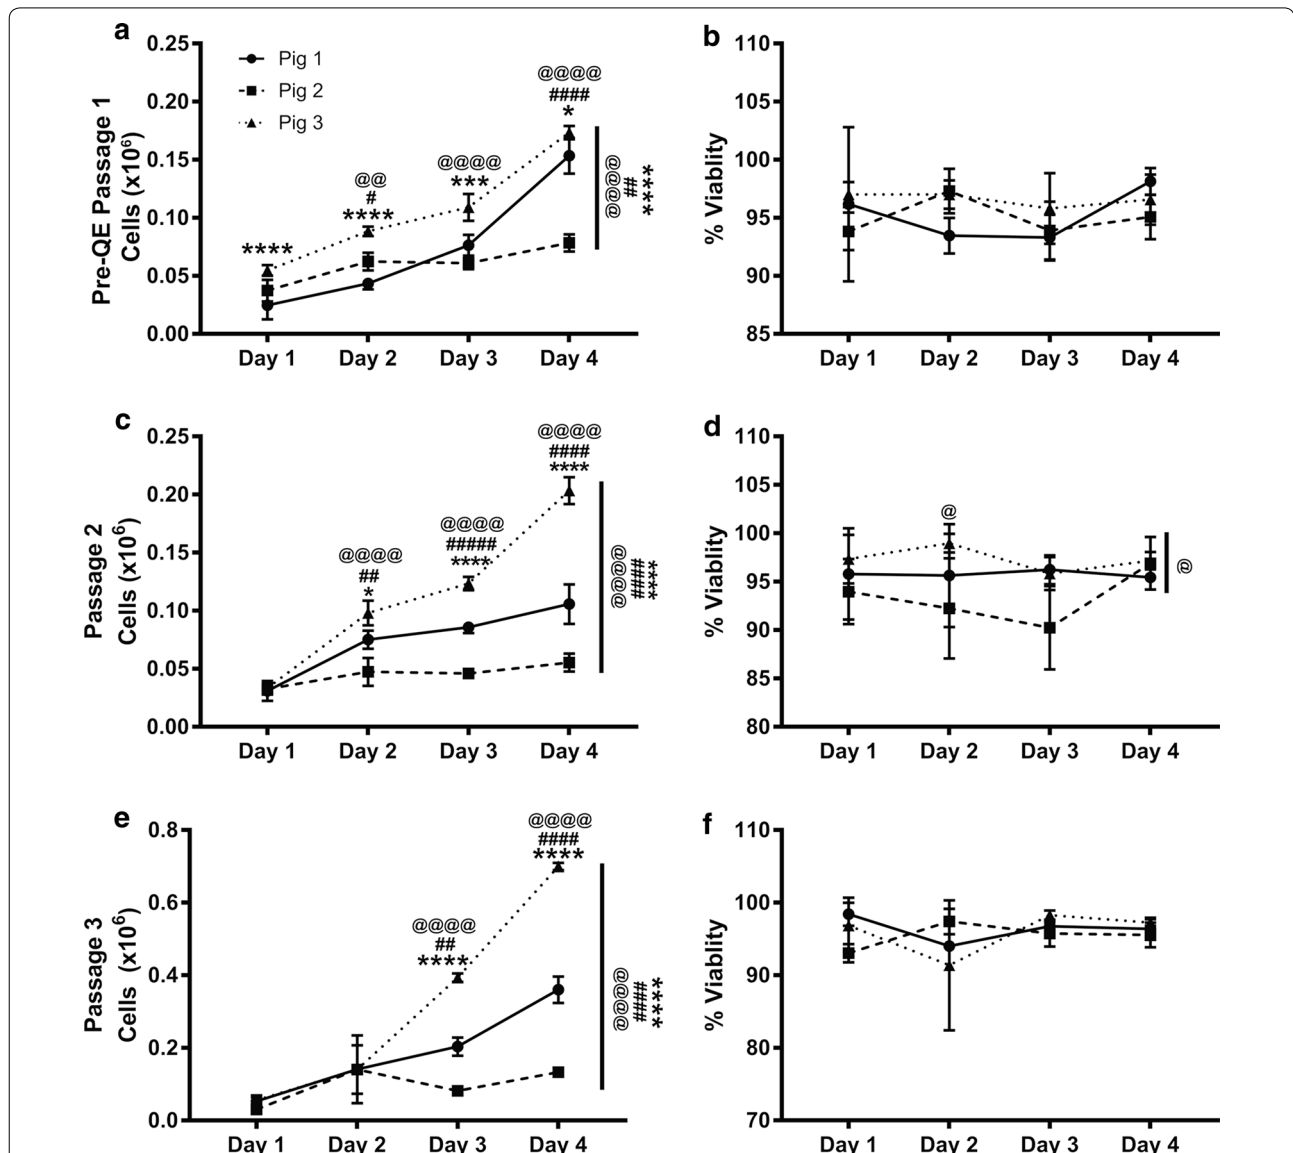 a
Pre-QE Passage 1
Cells (x10⁶)
0.25
0.20
0.15
0.10
0.05
0.00
Pig 1
Pig 2
Pig 3
****
@@
#
****
@@@@
***
@@@@
####
*
@@@@
##
****
Day 1 Day 2 Day 3 Day 4
b
% Viablity
110
105
100
95
90
85
Day 1 Day 2 Day 3 Day 4
c
Passage 2
Cells (x10⁶)
0.25
0.20
0.15
0.10
0.05
0.00
@@@@
##
*
@@@@
#####
****
@@@@
####
****
@@@@
####
****
Day 1 Day 2 Day 3 Day 4
d
% Viablity
110
105
100
95
90
85
80
@
@
Day 1 Day 2 Day 3 Day 4
e
Passage 3
Cells (x10⁶)
0.8
0.6
0.4
0.2
0.0
@@@@
##
****
@@@@
####
****
@@@@
####
****
Day 1 Day 2 Day 3 Day 4
f
% Viablity
110
100
90
80
70
Day 1 Day 2 Day 3 Day 4